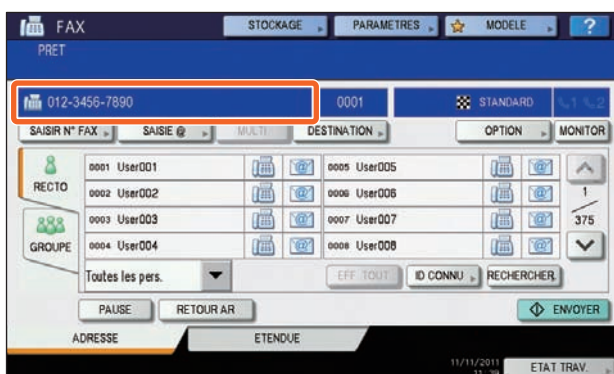 FAX STOCKAGE PARAMETRES MODELE ?
PRET
012-3456-7890 0001 STANDARD 1 2
SAISIR N° FAX SAISIE @ MULTI DESTINATION OPTION MONITOR
RECTO
GROUPE
0001 User001 0005 User005
0002 User002 0006 User006
0003 User003 0007 User007
0004 User004 0008 User008
1
375
Toutes les pers. EFF. TOUT ID CONNU RECHERCHER
PAUSE RETOUR AR ENVOYER
ADRESSE ETENDUE
11/11/2011
ETAT TRAV.